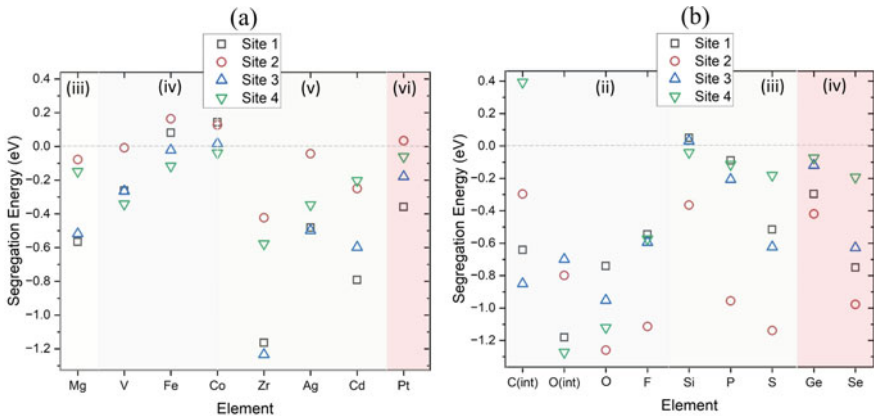 (a)
Site 1
Site 2
Site 3
Site 4
(iii) (iv) (v) (vi)
0.4
0.2
0.0
−0.2
−0.4
−0.6
−0.8
−1.0
−1.2
Segregation Energy (eV)
Mg V Fe Co Zr Ag Cd Pt
Element
(b)
Site 1
Site 2
Site 3
Site 4
(ii) (iii) (iv)
0.4
0.2
0.0
−0.2
−0.4
−0.6
−0.8
−1.0
−1.2
Segregation Energy (eV)
C(int) O(int) O F Si P S Ge Se
Element